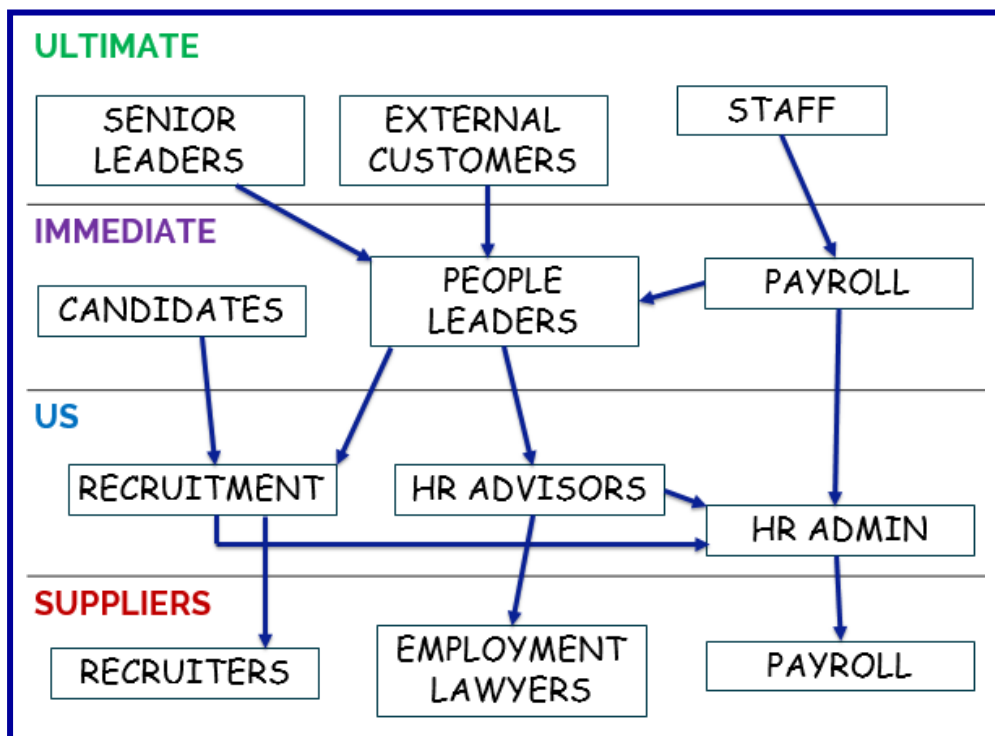 ULTIMATE
SENIOR
LEADERS
EXTERNAL
CUSTOMERS
STAFF
IMMEDIATE
CANDIDATES
PEOPLE
LEADERS
PAYROLL
US
RECRUITMENT
HR ADVISORS
HR ADMIN
SUPPLIERS
RECRUITERS
EMPLOYMENT
LAWYERS
PAYROLL